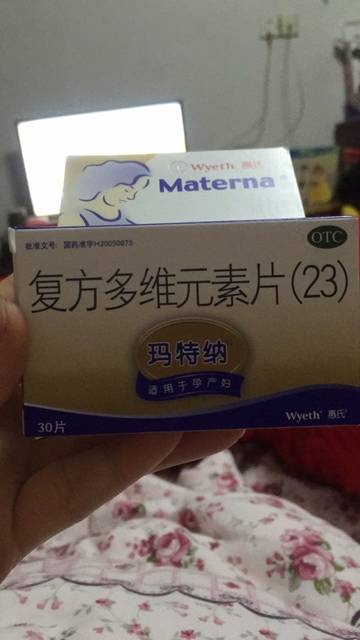 Wyeth 惠氏
Materna®
批准文号: 国药准字H20050675
OTC
复方多维元素片(23)
玛特纳
适用于孕产妇
Wyeth® 惠氏
30片